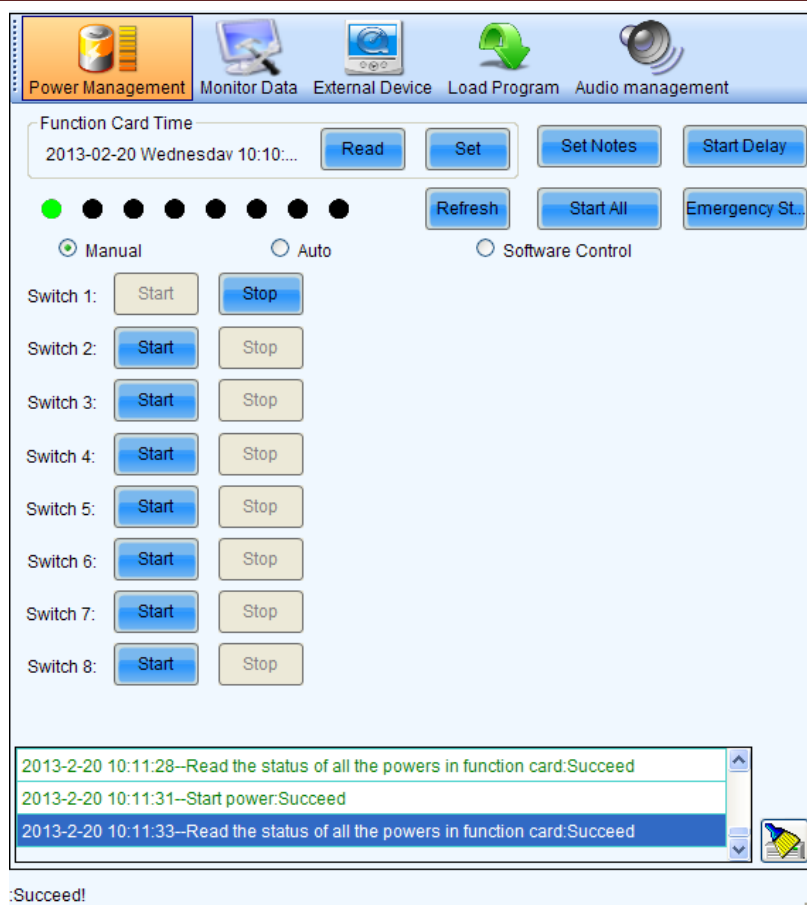 Power Management Monitor Data External Device Load Program Audio management
Function Card Time
2013-02-20 Wednesday 10:10:... Read Set Set Notes Start Delay
Refresh Start All Emergency St...
Manual Auto Software Control
Switch 1: Start Stop
Switch 2: Start Stop
Switch 3: Start Stop
Switch 4: Start Stop
Switch 5: Start Stop
Switch 6: Start Stop
Switch 7: Start Stop
Switch 8: Start Stop
2013-2-20 10:11:28--Read the status of all the powers in function card:Succeed
2013-2-20 10:11:31--Start power:Succeed
2013-2-20 10:11:33--Read the status of all the powers in function card:Succeed
:Succeed!